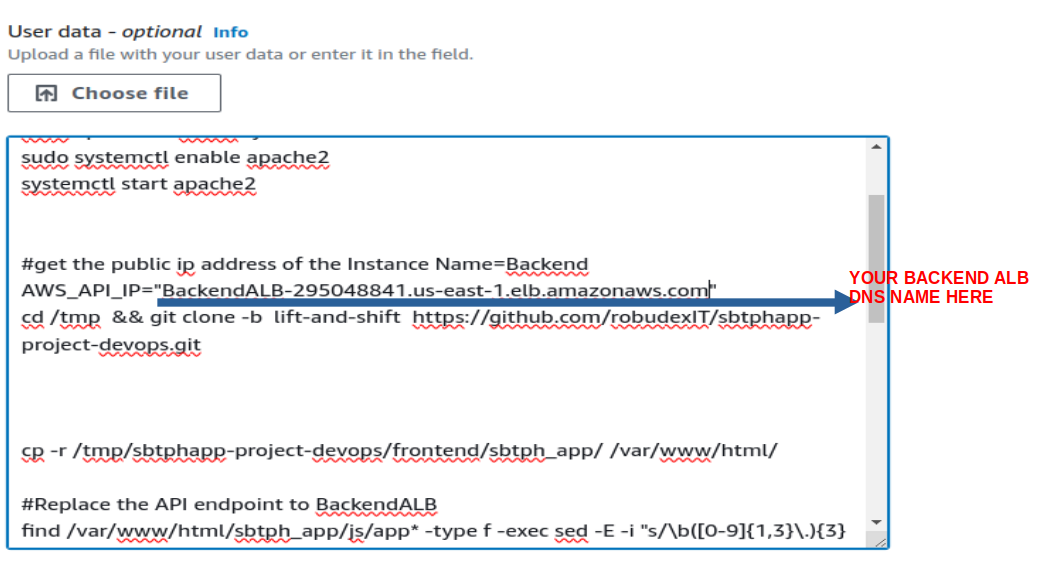 User data - optional Info
Upload a file with your user data or enter it in the field.
Choose file
sudo systemctl enable apache2
systemctl start apache2
#get the public ip address of the Instance Name=Backend
AWS_API_IP="BackendALB-295048841.us-east-1.elb.amazonaws.com"
cd /tmp  && git clone -b  lift-and-shift  https://github.com/robudexIT/sbtphapp-
project-devops.git
YOUR BACKEND ALB
DNS NAME HERE
cp -r /tmp/sbtphapp-project-devops/frontend/sbtph_app/ /var/www/html/
#Replace the API endpoint to BackendALB
find /var/www/html/sbtph_app/js/app* -type f -exec sed -E -i "s/\b([0-9]{1,3}\.){3}